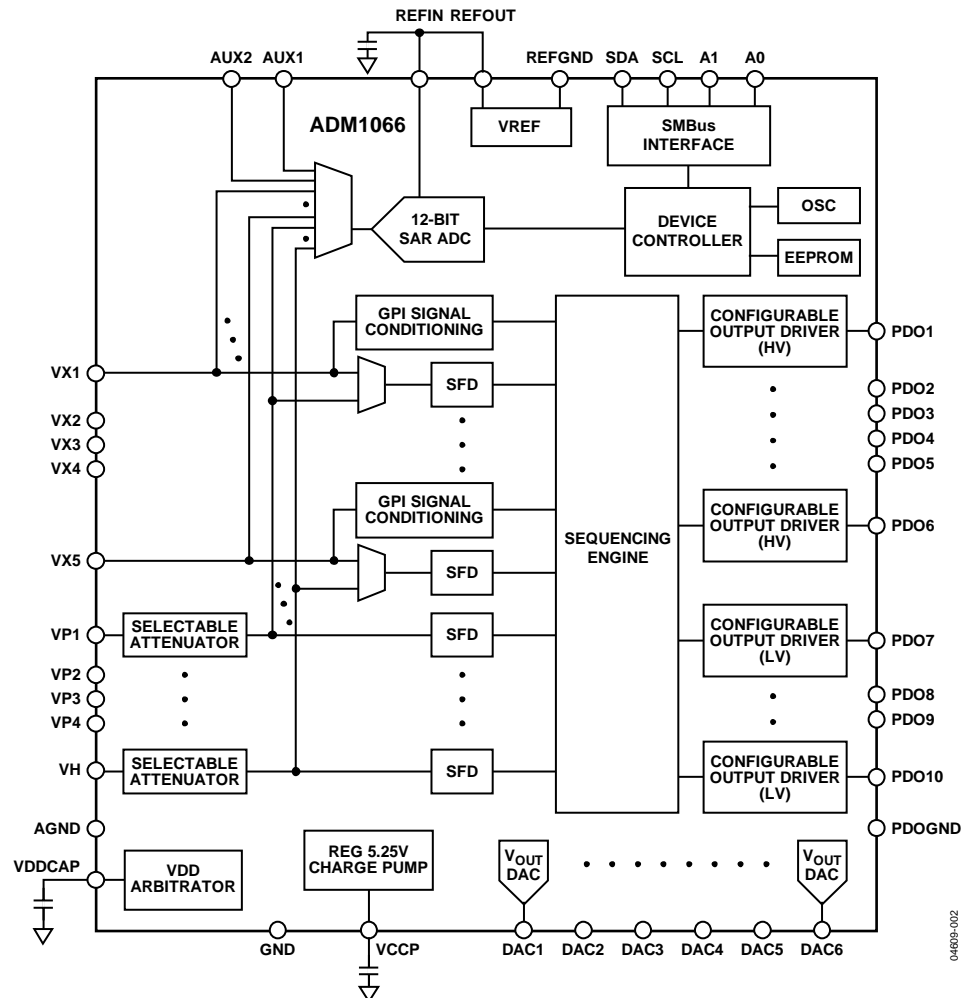 REFIN REFOUT
AUX2 AUX1
REFGND SDA SCL A1 A0
ADM1066
VREF
SMBus
INTERFACE
12-BIT
SAR ADC
DEVICE
CONTROLLER
OSC
EEPROM
GPI SIGNAL
CONDITIONING
CONFIGURABLE
OUTPUT DRIVER
(HV)
PDO1
VX1
SFD
PDO2
PDO3
PDO4
PDO5
VX2
VX3
VX4
GPI SIGNAL
CONDITIONING
CONFIGURABLE
OUTPUT DRIVER
(HV)
PDO6
SEQUENCING
ENGINE
VX5
SFD
VP1
SELECTABLE
ATTENUATOR
SFD
CONFIGURABLE
OUTPUT DRIVER
(LV)
PDO7
VP2
VP3
VP4
PDO8
PDO9
VH
SELECTABLE
ATTENUATOR
SFD
CONFIGURABLE
OUTPUT DRIVER
(LV)
PDO10
AGND
PDOGND
VDDCAP
VDD
ARBITRATOR
REG 5.25V
CHARGE PUMP
VOUT
DAC
VOUT
DAC
GND
VCCP
DAC1 DAC2 DAC3 DAC4 DAC5 DAC6
04609-002